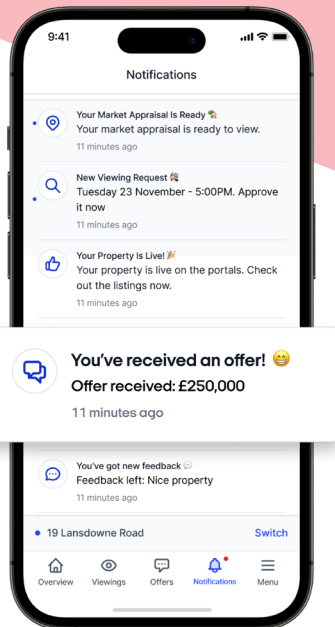 9:41
Notifications
Your Market Appraisal Is Ready 🏡
Your market appraisal is ready to view.
11 minutes ago
New Viewing Request
Tuesday 23 November - 5:00PM. Approve
it now
11 minutes ago
Your Property Is Live! 🎉
Your property is live on the portals. Check
out the listings now.
11 minutes ago
You've received an offer! 😁
Offer received: £250,000
11 minutes ago
You've got new feedback 💬
Feedback left: Nice property
11 minutes ago
19 Lansdowne Road Switch
Overview Viewings Offers Notifications Menu